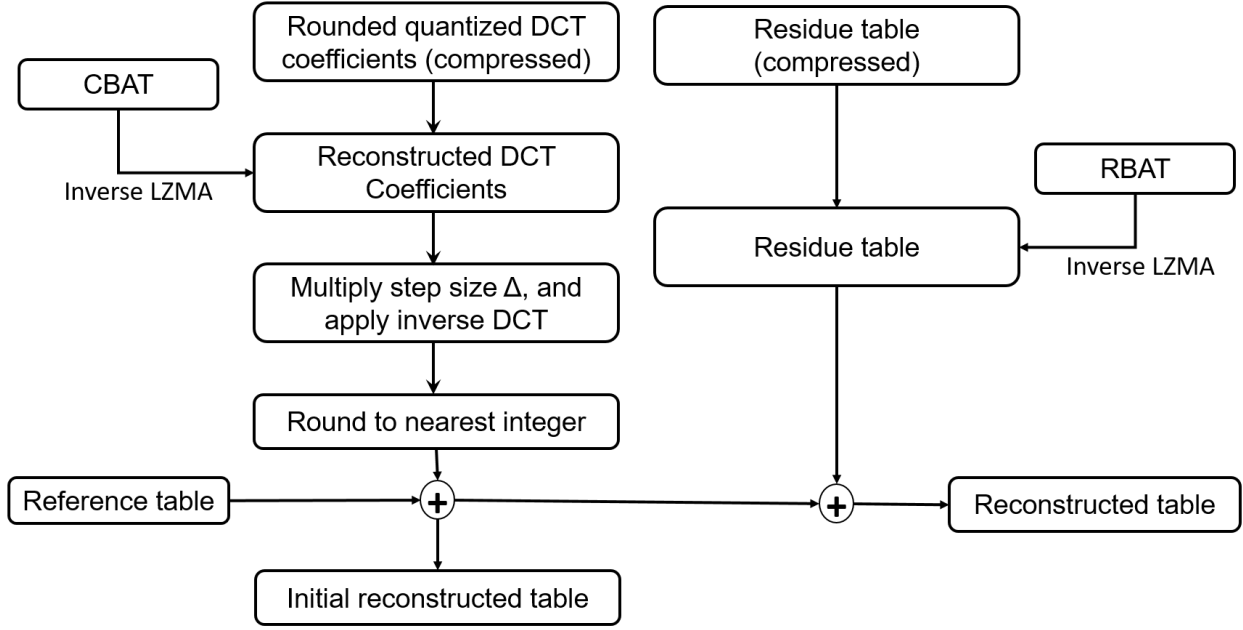 Rounded quantized DCT
coefficients (compressed)
Residue table
(compressed)
CBAT
Inverse LZMA
Reconstructed DCT
Coefficients
RBAT
Inverse LZMA
Residue table
Multiply step size Δ, and
apply inverse DCT
Round to nearest integer
Reference table
+
+
Reconstructed table
Initial reconstructed table